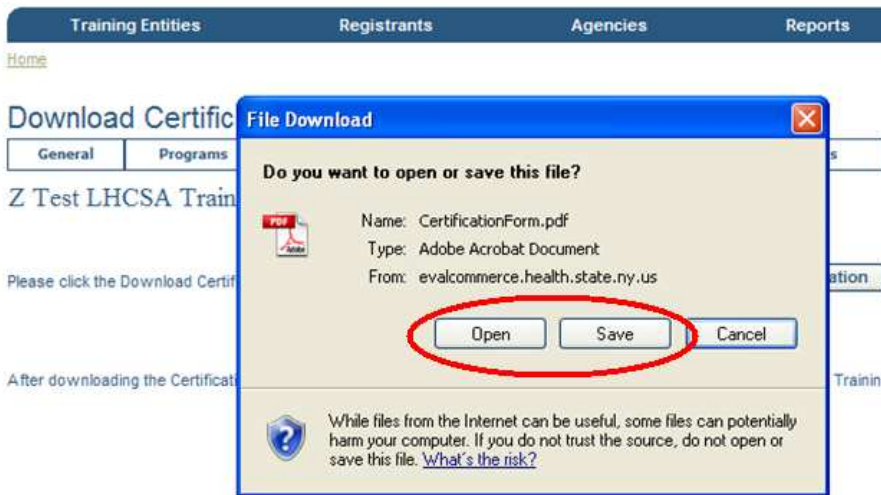 Training Entities Registrants Agencies Reports
Home
Download Certific
General Programs s
Z Test LHCSA Train
Please click the Download Certif ation
After downloading the Certificati Trainin
File Download
Do you want to open or save this file?
PDF
Adobe
Name: CertificationForm.pdf
Type: Adobe Acrobat Document
From: evalcommerce.health.state.ny.us
Open Save Cancel
While files from the Internet can be useful, some files can potentially
harm your computer. If you do not trust the source, do not open or
save this file. What's the risk?